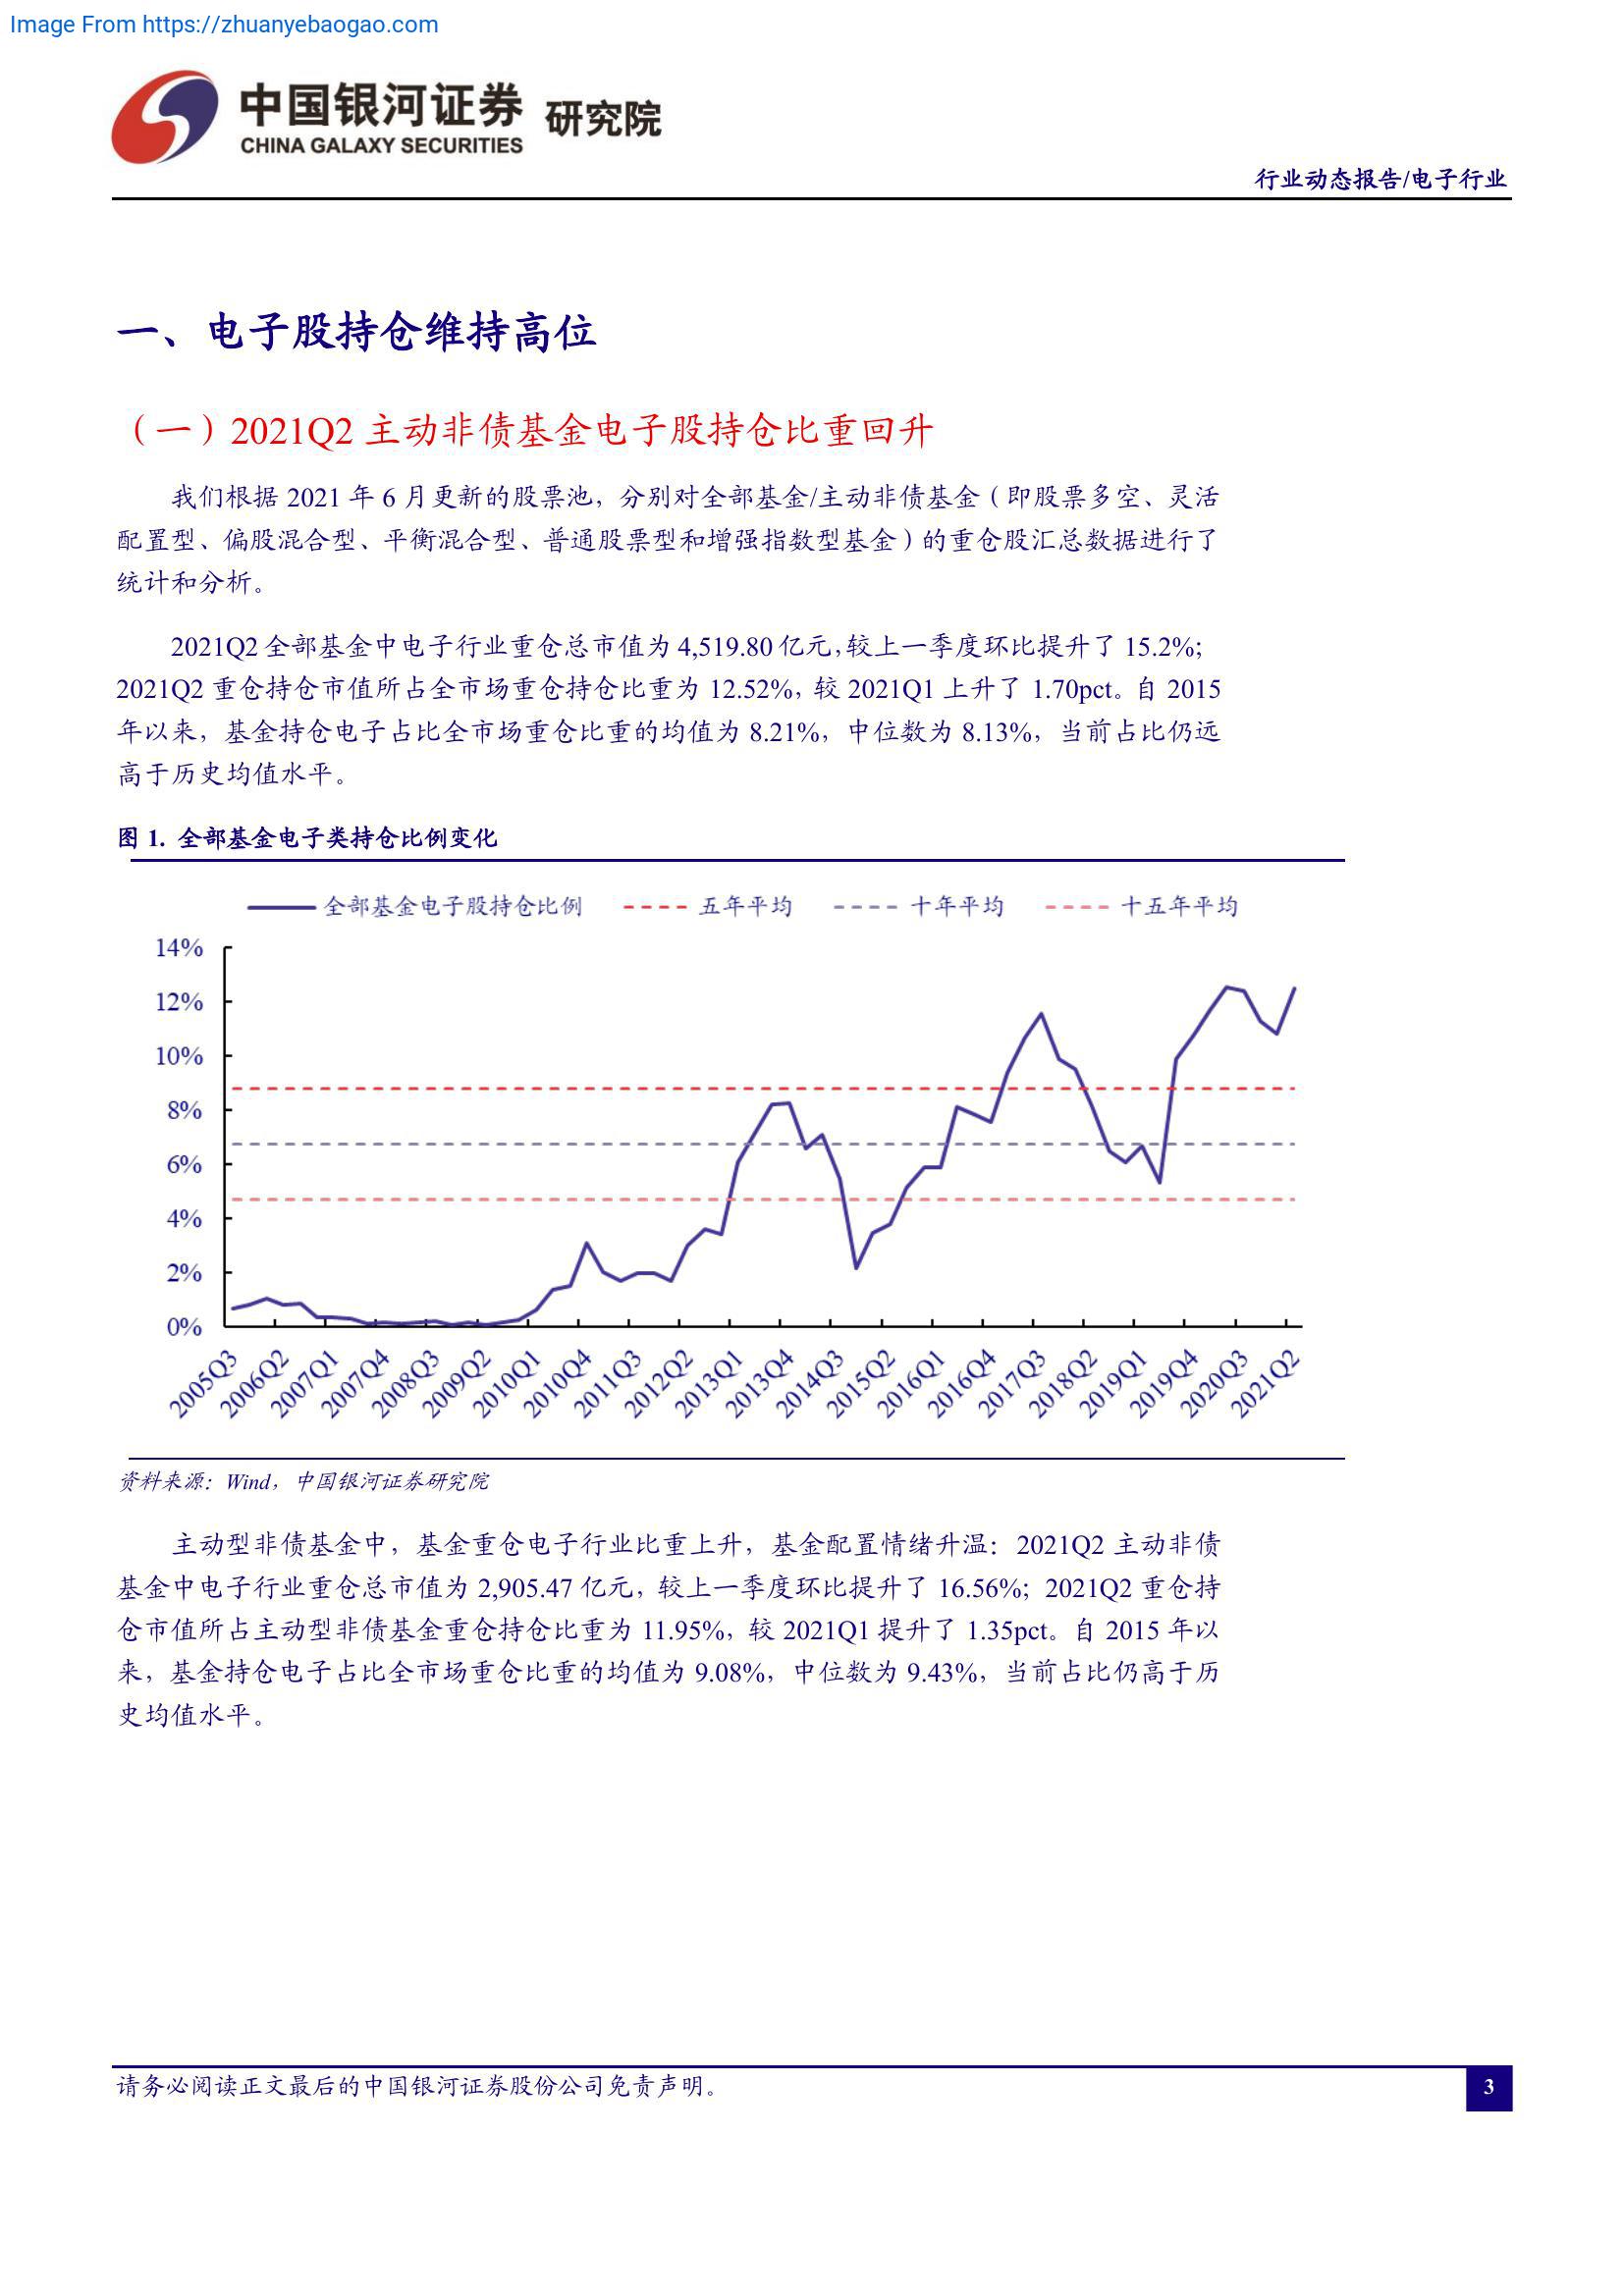 Image From https://zhuanyebaogao.com
中国银河证券 研究院
CHINA GALAXY SECURITIES
行业动态报告/电子行业
一、电子股持仓维持高位
（一）2021Q2 主动非债基金电子股持仓比重回升
我们根据 2021 年 6 月更新的股票池，分别对全部基金/主动非债基金（即股票多空、灵活
配置型、偏股混合型、平衡混合型、普通股票型和增强指数型基金）的重仓股汇总数据进行了
统计和分析。
2021Q2 全部基金中电子行业重仓总市值为 4,519.80 亿元，较上一季度环比提升了 15.2%；
2021Q2 重仓持仓市值所占全市场重仓持仓比重为 12.52%，较 2021Q1 上升了 1.70pct。自 2015
年以来，基金持仓电子占比全市场重仓比重的均值为 8.21%，中位数为 8.13%，当前占比仍远
高于历史均值水平。
图 1. 全部基金电子类持仓比例变化
全部基金电子股持仓比例 五年平均 十年平均 十五年平均
14%
12%
10%
8%
6%
4%
2%
0%
2005Q3 2006Q2 2007Q1 2007Q4 2008Q3 2009Q2 2010Q1 2010Q4 2011Q3 2012Q2 2013Q1 2013Q4 2014Q3 2015Q2 2016Q1 2016Q4 2017Q3 2018Q2 2019Q1 2019Q4 2020Q3 2021Q2
资料来源：Wind，中国银河证券研究院
主动型非债基金中，基金重仓电子行业比重上升，基金配置情绪升温：2021Q2 主动非债
基金中电子行业重仓总市值为 2,905.47 亿元，较上一季度环比提升了 16.56%；2021Q2 重仓持
仓市值所占主动型非债基金重仓持仓比重为 11.95%，较 2021Q1 提升了 1.35pct。自 2015 年以
来，基金持仓电子占比全市场重仓比重的均值为 9.08%，中位数为 9.43%，当前占比仍高于历
史均值水平。
请务必阅读正文最后的中国银河证券股份公司免责声明。
3